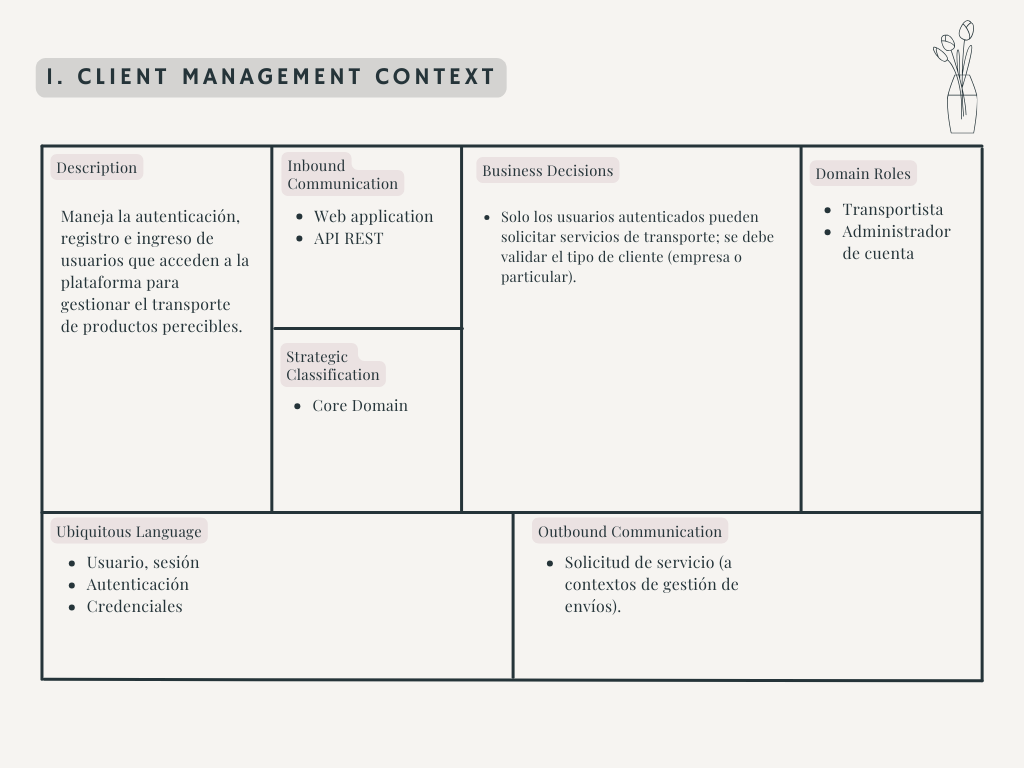 I. CLIENT MANAGEMENT CONTEXT
Description
Maneja la autenticación,
registro e ingreso de
usuarios que acceden a la
plataforma para
gestionar el transporte
de productos perecibles.
Inbound
Communication
• Web application
• API REST
Strategic
Classification
• Core Domain
Business Decisions
• Solo los usuarios autenticados pueden
solicitar servicios de transporte; se debe
validar el tipo de cliente (empresa o
particular).
Domain Roles
• Transportista
• Administrador
de cuenta
Ubiquitous Language
• Usuario, sesión
• Autenticación
• Credenciales
Outbound Communication
• Solicitud de servicio (a
contextos de gestión de
envíos).